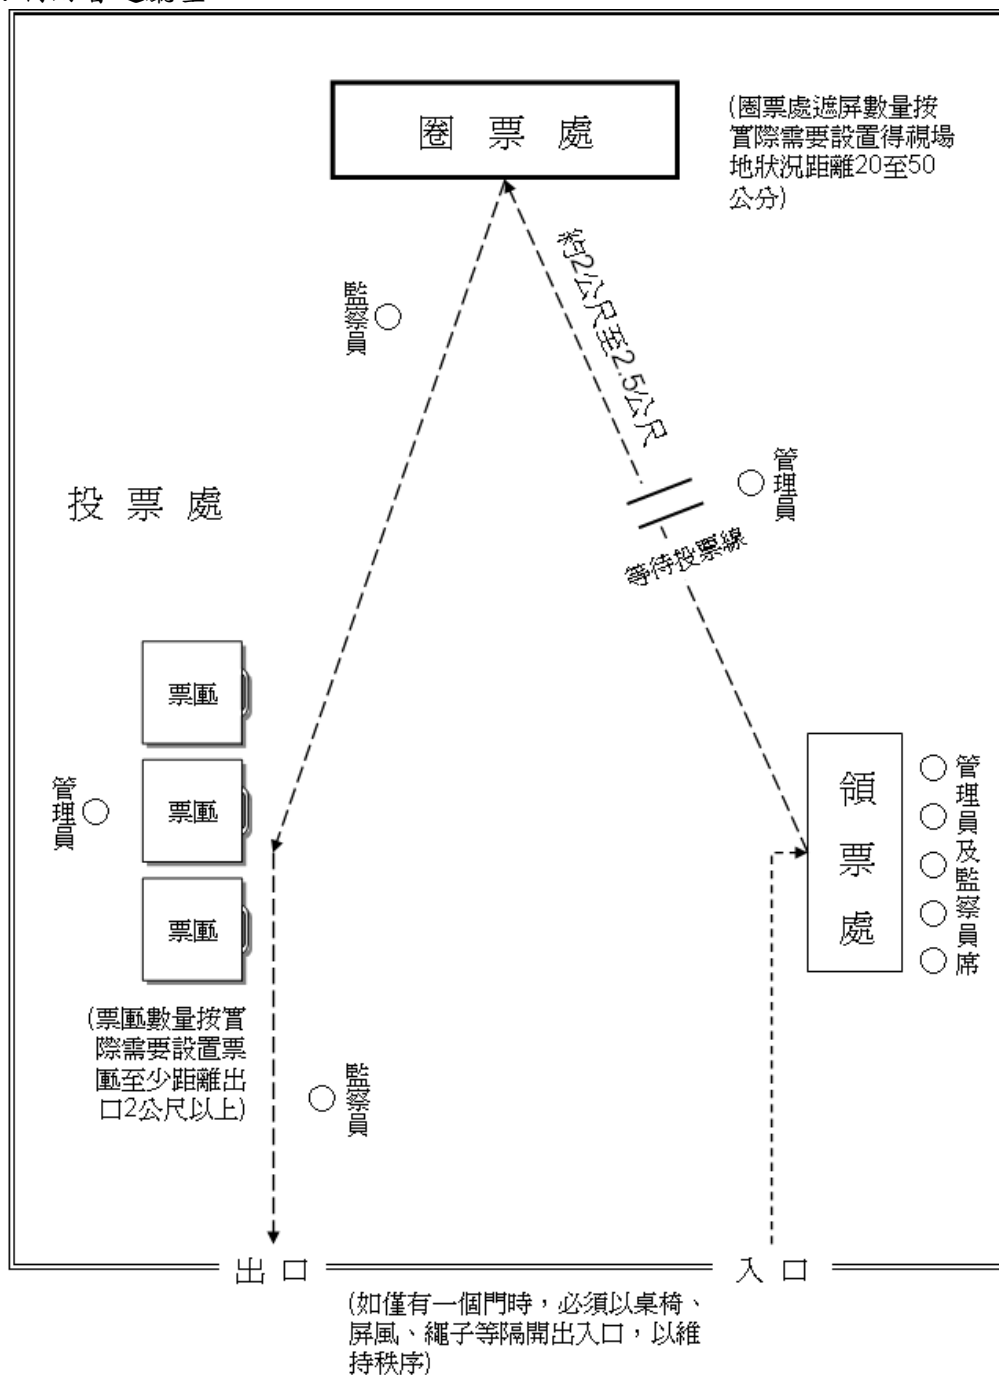 圈票處
(圈票處遮屏數量按
實際需要設置得視場
地狀況距離20至50
公分)
約2公尺至2.5公尺
監察員
管理員
等待投票線
投票處
票匭
票匭
票匭
管理員
(票匭數量按實
際需要設置票
匭至少距離出
口2公尺以上)
領票處
管理員及監察員席
監察員
出口
入口
(如僅有一個門時，必須以桌椅、
屏風、繩子等隔開出入口，以維
持秩序)